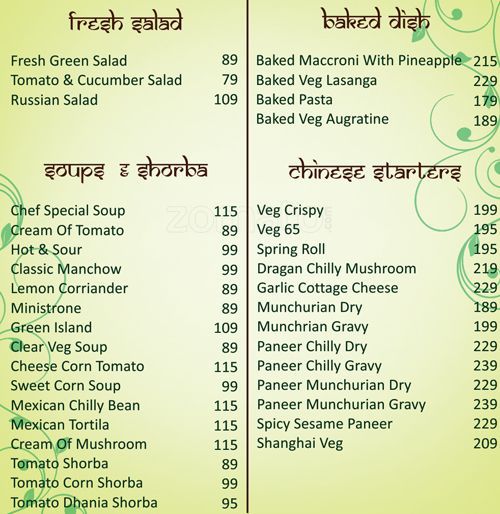 fresh salad
Fresh Green Salad 89
Tomato & Cucumber Salad 79
Russian Salad 109
soups & shorba
Chef Special Soup 115
Cream Of Tomato 89
Hot & Sour 99
Classic Manchow 99
Lemon Corriander 89
Ministrone 89
Green Island 109
Clear Veg Soup 89
Cheese Corn Tomato 115
Sweet Corn Soup 99
Mexican Chilly Bean 115
Mexican Tortila 115
Cream Of Mushroom 115
Tomato Shorba 89
Tomato Corn Shorba 99
Tomato Dhania Shorba 95
baked dish
Baked Maccroni With Pineapple 215
Baked Veg Lasanga 229
Baked Pasta 179
Baked Veg Augratine 189
chinese starters
Veg Crispy 199
Veg 65 195
Spring Roll 195
Dragan Chilly Mushroom 219
Garlic Cottage Cheese 229
Munchurian Dry 189
Munchrian Gravy 199
Paneer Chilly Dry 229
Paneer Chilly Gravy 239
Paneer Munchurian Dry 229
Paneer Munchurian Gravy 239
Spicy Sesame Paneer 229
Shanghai Veg 209